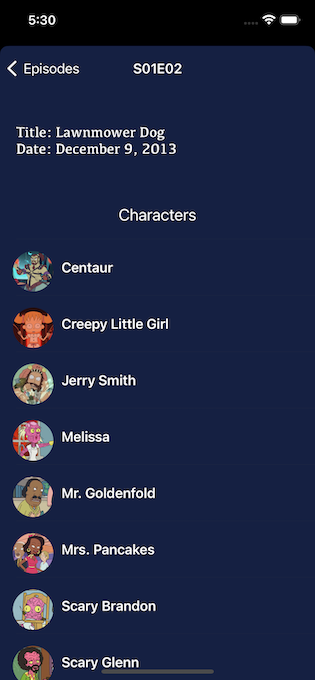 5:30
Episodes
S01E02
Title: Lawnmower Dog
Date: December 9, 2013
Characters
Centaur
Creepy Little Girl
Jerry Smith
Melissa
Mr. Goldenfold
Mrs. Pancakes
Scary Brandon
Scary Glenn